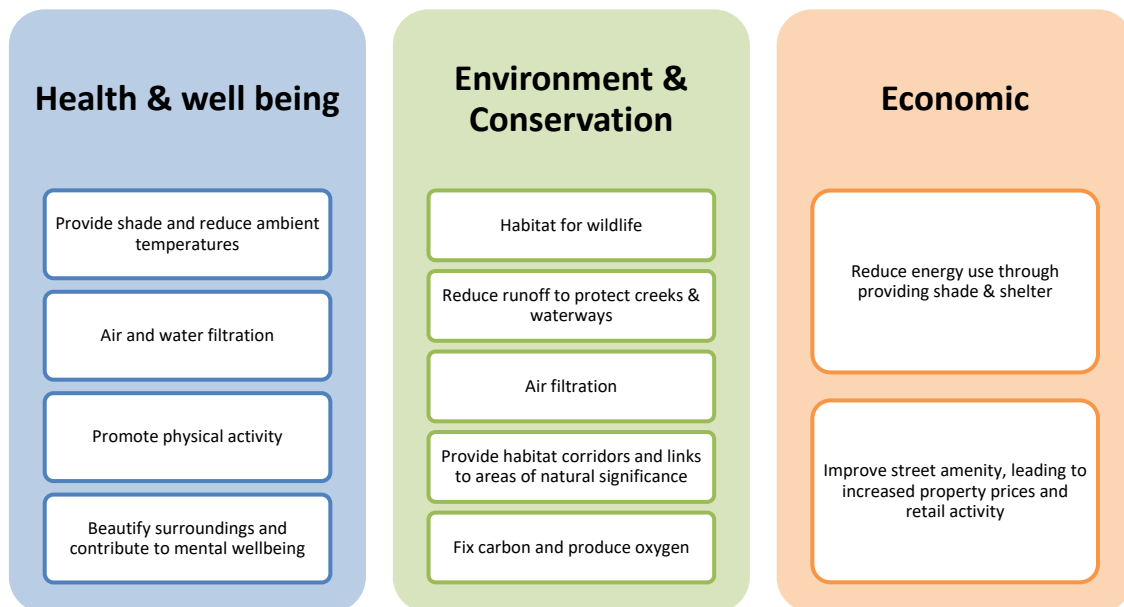 Health & well being
Provide shade and reduce ambient
temperatures
Air and water filtration
Promote physical activity
Beautify surroundings and
contribute to mental wellbeing
Environment &
Conservation
Habitat for wildlife
Reduce runoff to protect creeks &
waterways
Air filtration
Provide habitat corridors and links
to areas of natural significance
Fix carbon and produce oxygen
Economic
Reduce energy use through
providing shade & shelter
Improve street amenity, leading to
increased property prices and
retail activity